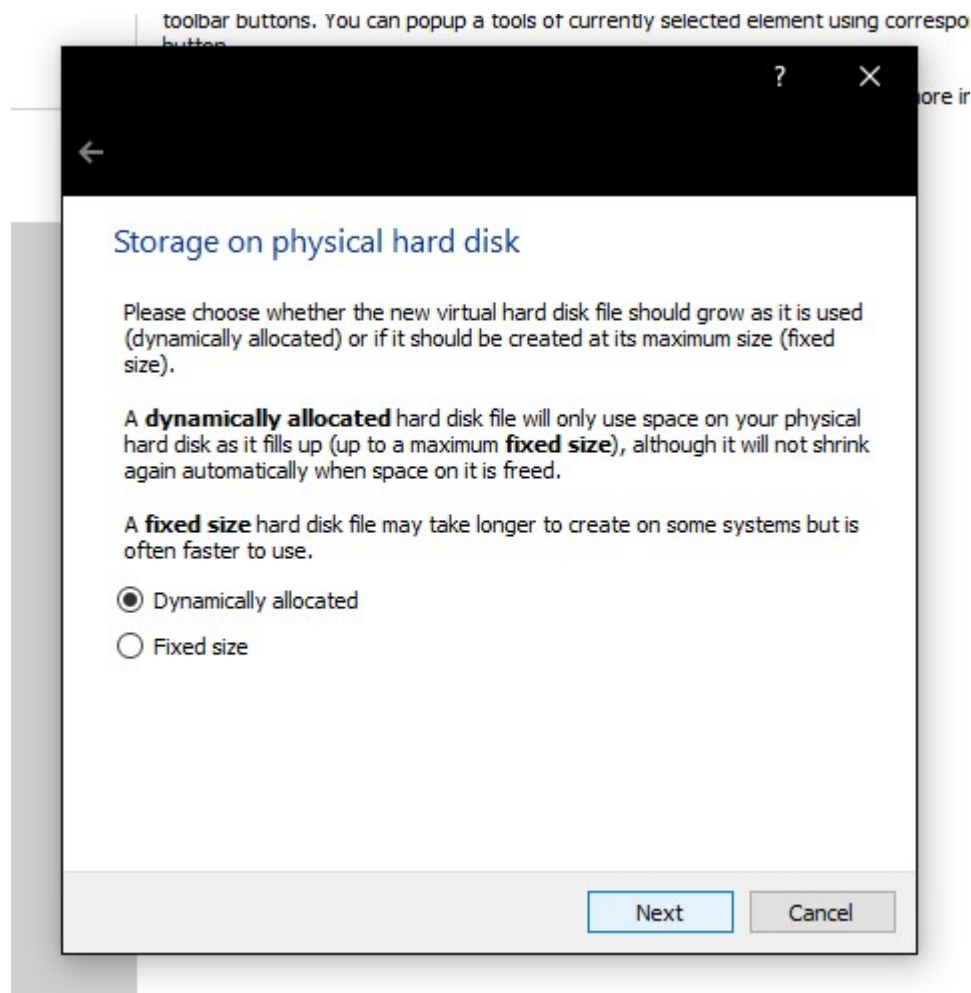 toolbar buttons. You can popup a tools of currently selected element using
button
?
ore
Storage on physical hard disk
Please choose whether the new virtual hard disk file should grow as it is used
(dynamically allocated) or if it should be created at its maximum size (fixed
size).
A dynamically allocated hard disk file will only use space on your physical
hard disk as it fills up (up to a maximum fixed size), although it will not shrink
again automatically when space on it is freed.
A fixed size hard disk file may take longer to create on some systems but is
often faster to use.
Dynamically allocated
Fixed size
Next
Cancel